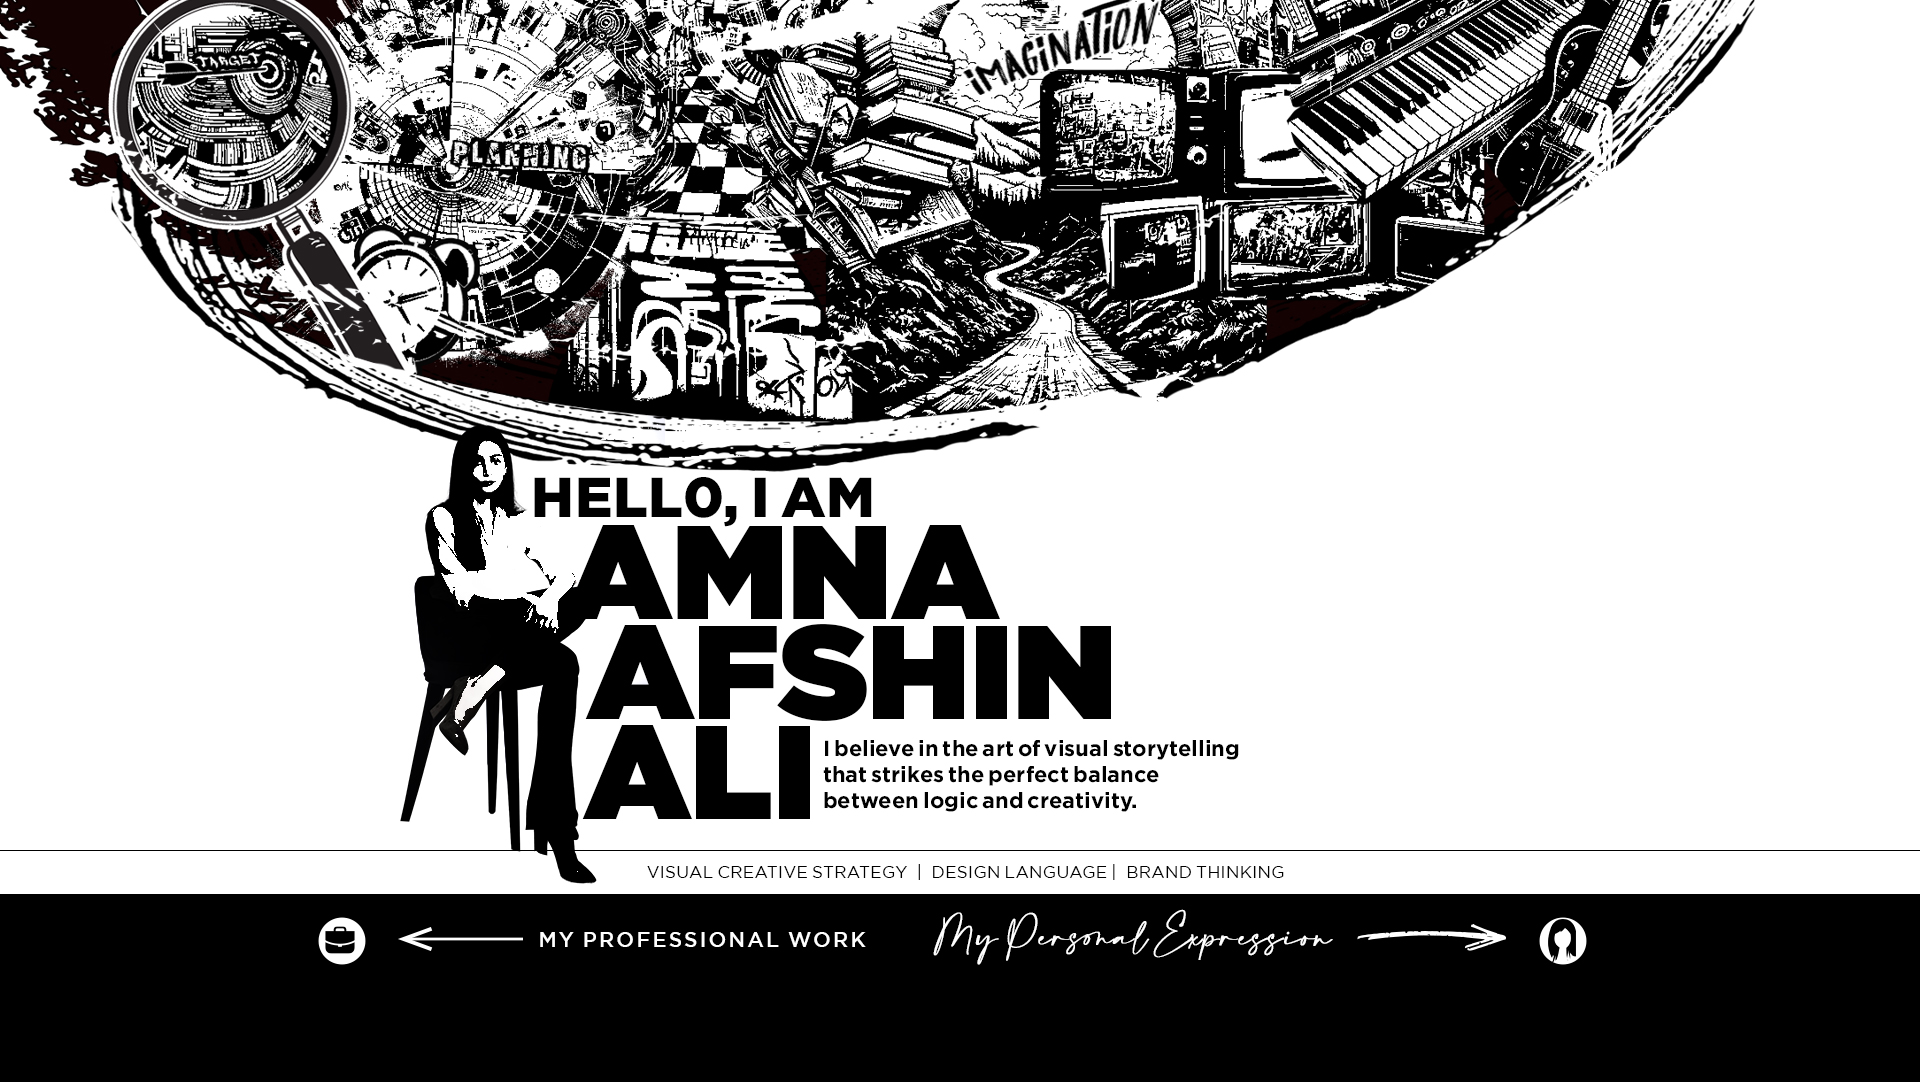 TARGET
IMAGINATION
PLANNING
HELLO, I AM
AMNA
AFSHIN
ALI
I believe in the art of visual storytelling
that strikes the perfect balance
between logic and creativity.
VISUAL CREATIVE STRATEGY | DESIGN LANGUAGE | BRAND THINKING
MY PROFESSIONAL WORK
My Personal Expression